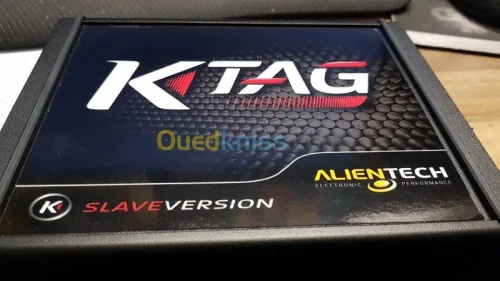 KTAG
Ouedkniss
ALIENTECH
ELECTRONIC PERFORMANCE
K SLAVEVERSION